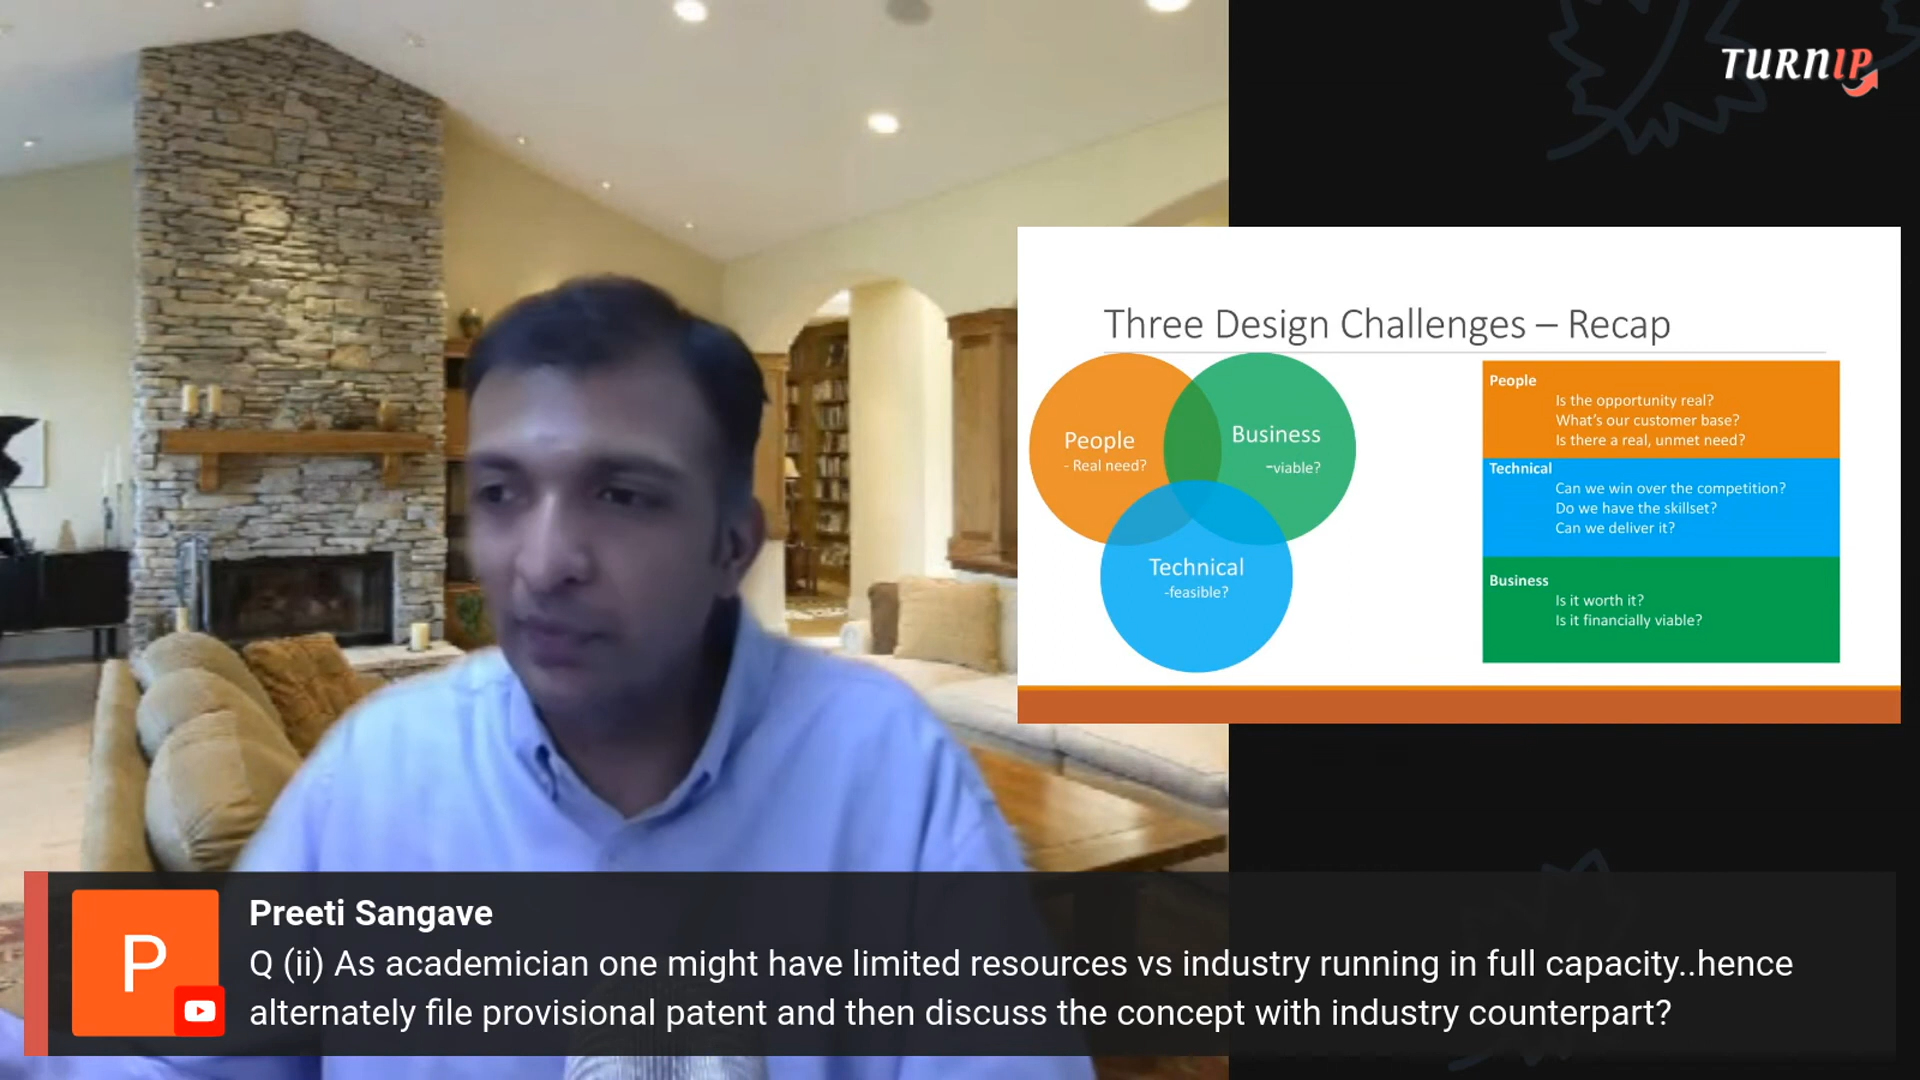 TURNIP
Three Design Challenges – Recap
People
- Real need?
Business
-viable?
Technical
-feasible?
People
Is the opportunity real?
What's our customer base?
Is there a real, unmet need?
Technical
Can we win over the competition?
Do we have the skillset?
Can we deliver it?
Business
Is it worth it?
Is it financially viable?
P
Preeti Sangave
Q (ii) As academician one might have limited resources vs industry running in full capacity..hence
alternately file provisional patent and then discuss the concept with industry counterpart?